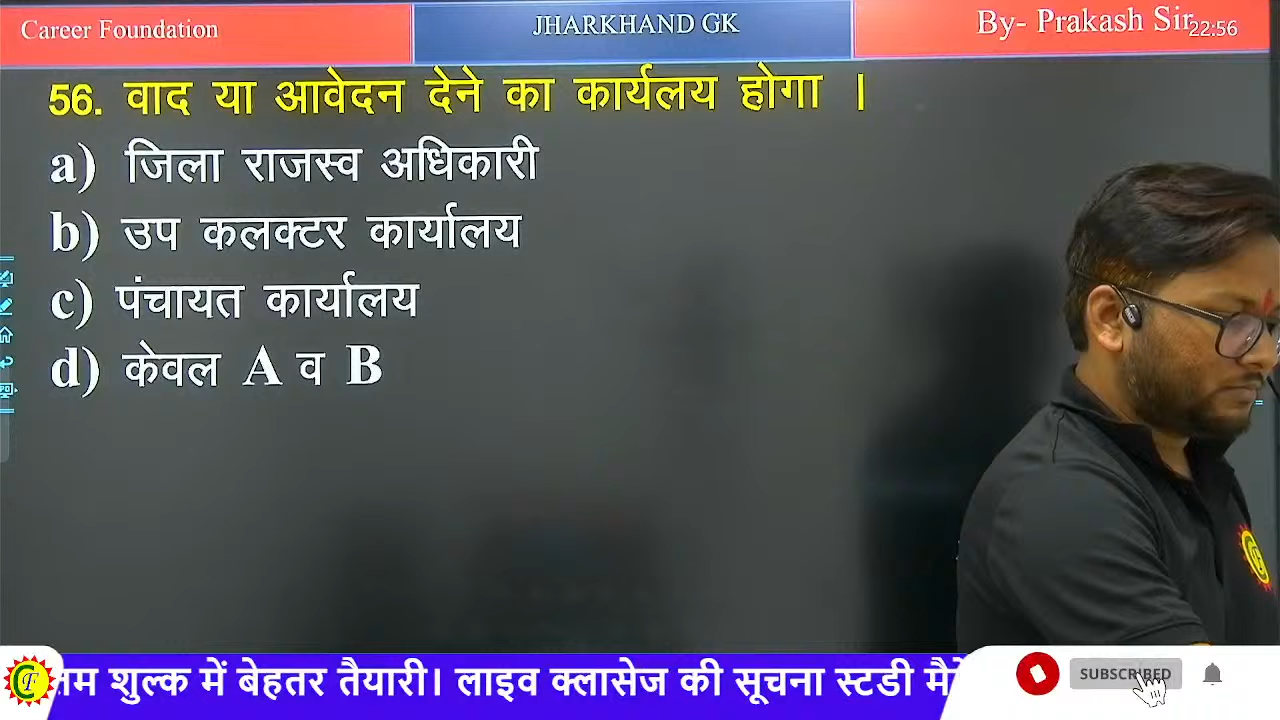 Career Foundation
JHARKHAND GK
By- Prakash Sir
22:56
56. वाद या आवेदन देने का कार्यलय होगा ।
a) जिला राजस्व अधिकारी
b) उप कलक्टर कार्यालय
c) पंचायत कार्यालय
d) केवल A व B
शुल्क में बेहतर तैयारी। लाइव क्लासेज की सूचना स्टडी
SUBSCRIBED